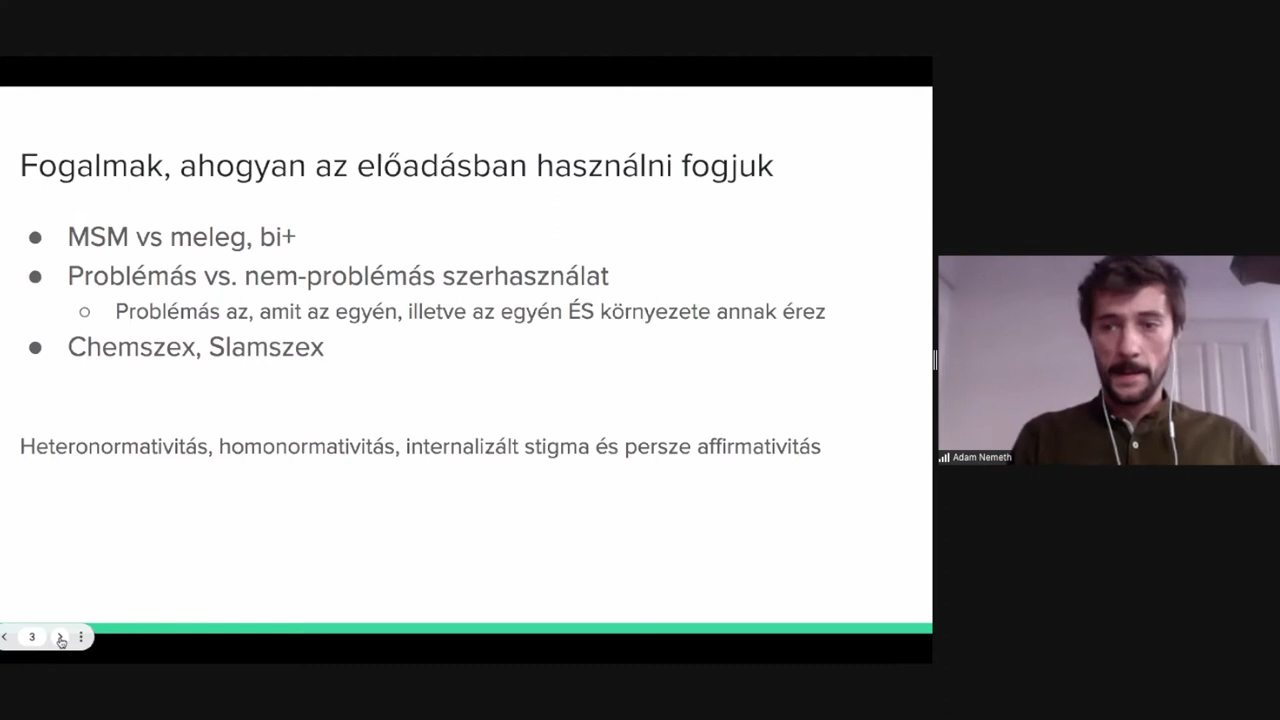 Fogalmak, ahogyan az előadásban használni fogjuk
MSM vs meleg, bi+
Problémás vs. nem-problémás szerhasználat
Problémás az, amit az egyén, illetve az egyén ÉS környezete annak érez
Chemszex, Slamszex
Heteronormativitás, homonormativitás, internalizált stigma és persze affirmativitás
3
Adam Nemeth